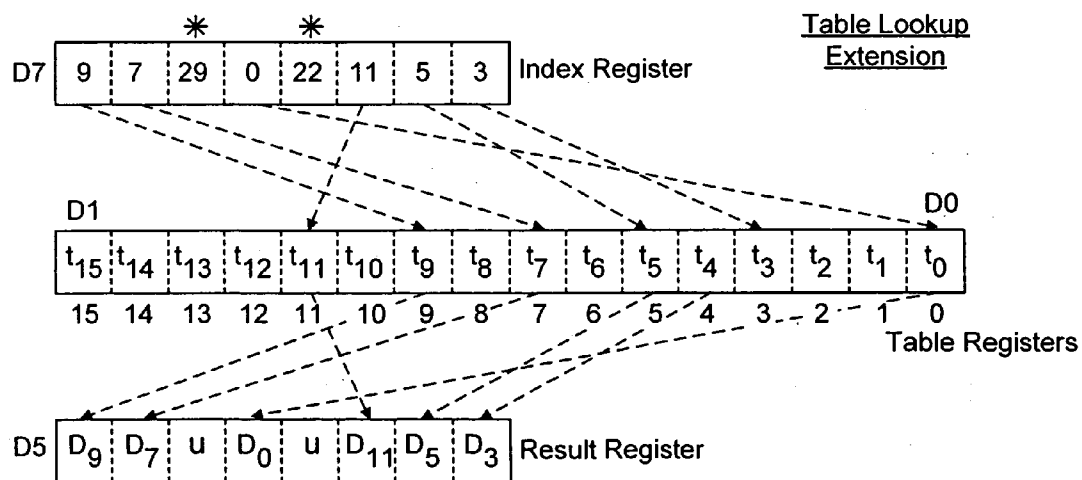 Table Lookup
Extension
* *
D7 9 7 29 0 22 11 5 3 Index Register
D1 D0
t15 t14 t13 t12 t11 t10 t9 t8 t7 t6 t5 t4 t3 t2 t1 t0
15 14 13 12 11 10 9 8 7 6 5 4 3 2 1 0
Table Registers
D5 D9 D7 u D0 u D11 D5 D3 Result Register